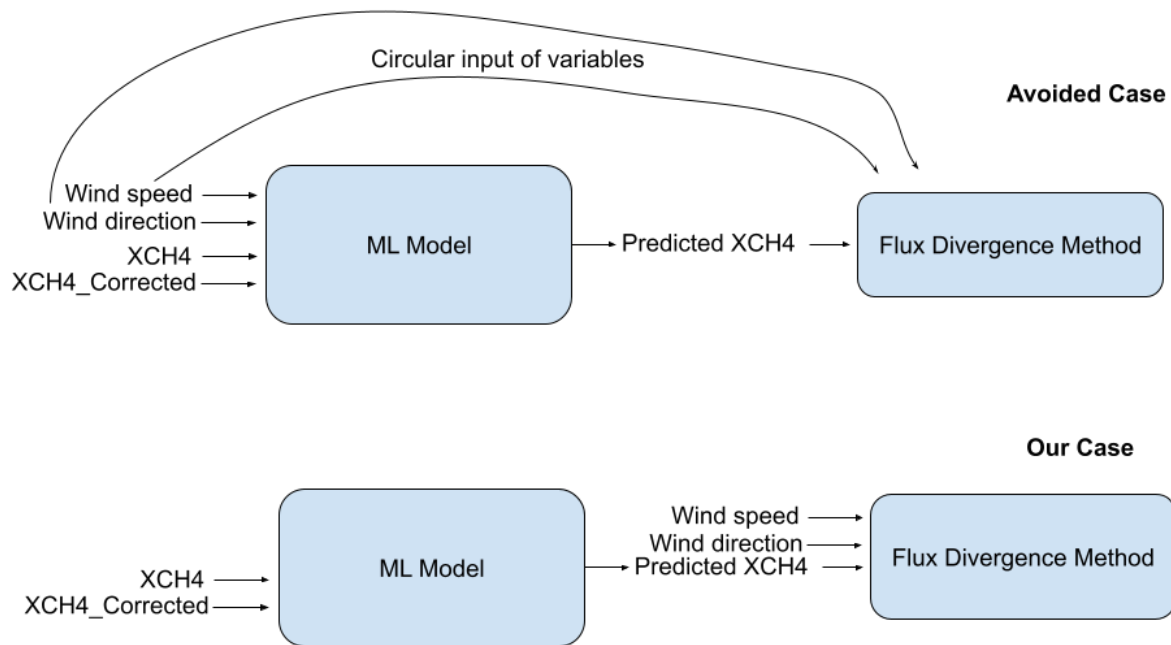 Circular input of variables
Avoided Case
Wind speed
Wind direction
XCH4
XCH4_Corrected
ML Model
Predicted XCH4
Flux Divergence Method
Our Case
XCH4
XCH4_Corrected
ML Model
Wind speed
Wind direction
Predicted XCH4
Flux Divergence Method